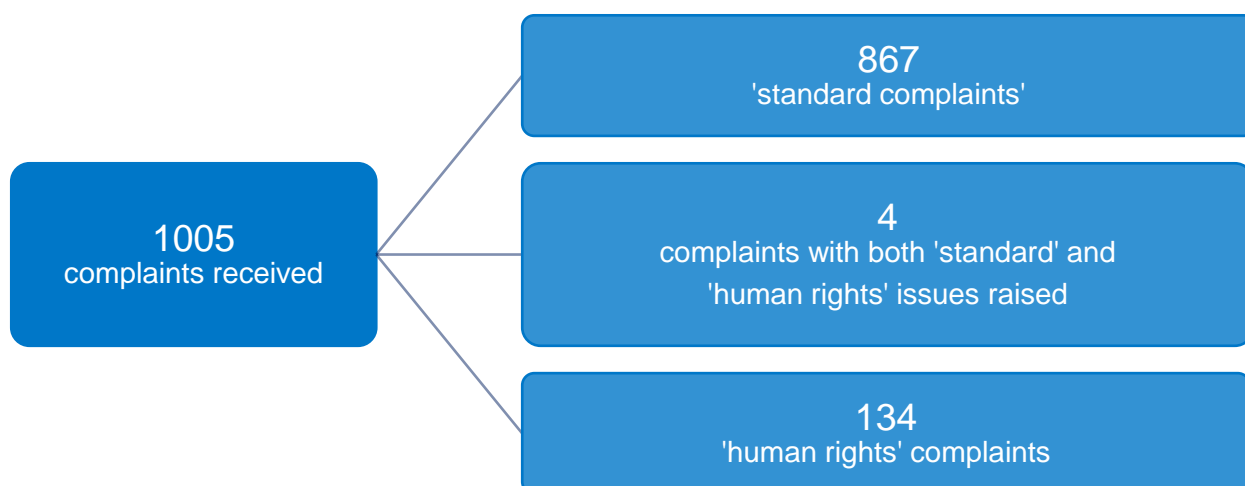 1005
complaints received
867
'standard complaints'
4
complaints with both 'standard' and
'human rights' issues raised
134
'human rights' complaints